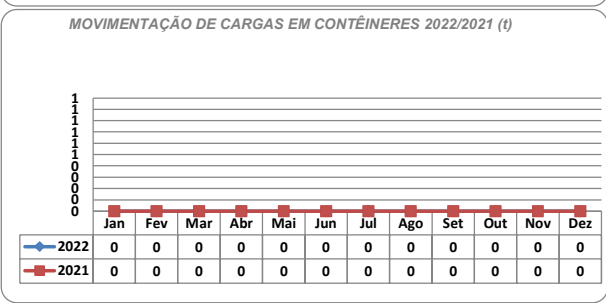 MOVIMENTAÇÃO DE CARGAS EM CONTÊINERES 2022/2021 (t)
1
1
1
1
1
1
0
0
0
0
0
Jan Fev Mar Abr Mai Jun Jul Ago Set Out Nov Dez
2022 0 0 0 0 0 0 0 0 0 0 0 0
2021 0 0 0 0 0 0 0 0 0 0 0 0